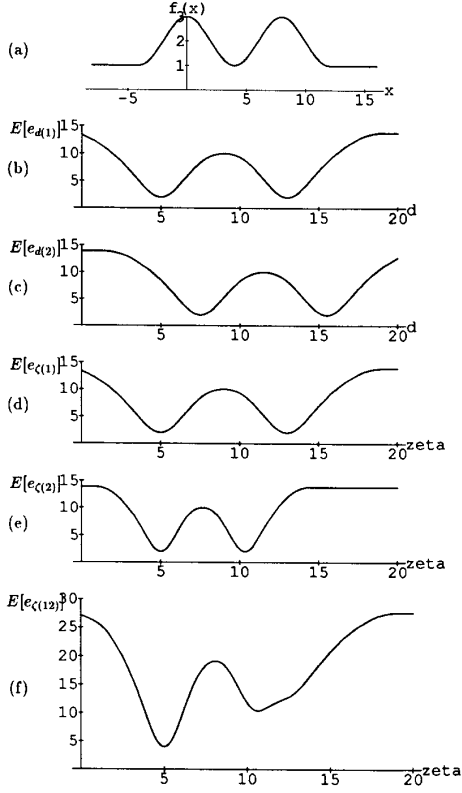 f (x)
(a)
3
2
1
-5 0 5 10 15 x
E[e_d(1)] 15
10
(b)
5
5 10 15 20 d
E[e_d(2)] 15
10
(c)
5
5 10 15 20 d
E[e_ζ(1)] 15
10
(d)
5
5 10 15 20 zeta
E[e_ζ(2)] 15
10
(e)
5
5 10 15 20 zeta
E[e_ζ(12)] 30
25
20
15
(f)
10
5
5 10 15 20 zeta